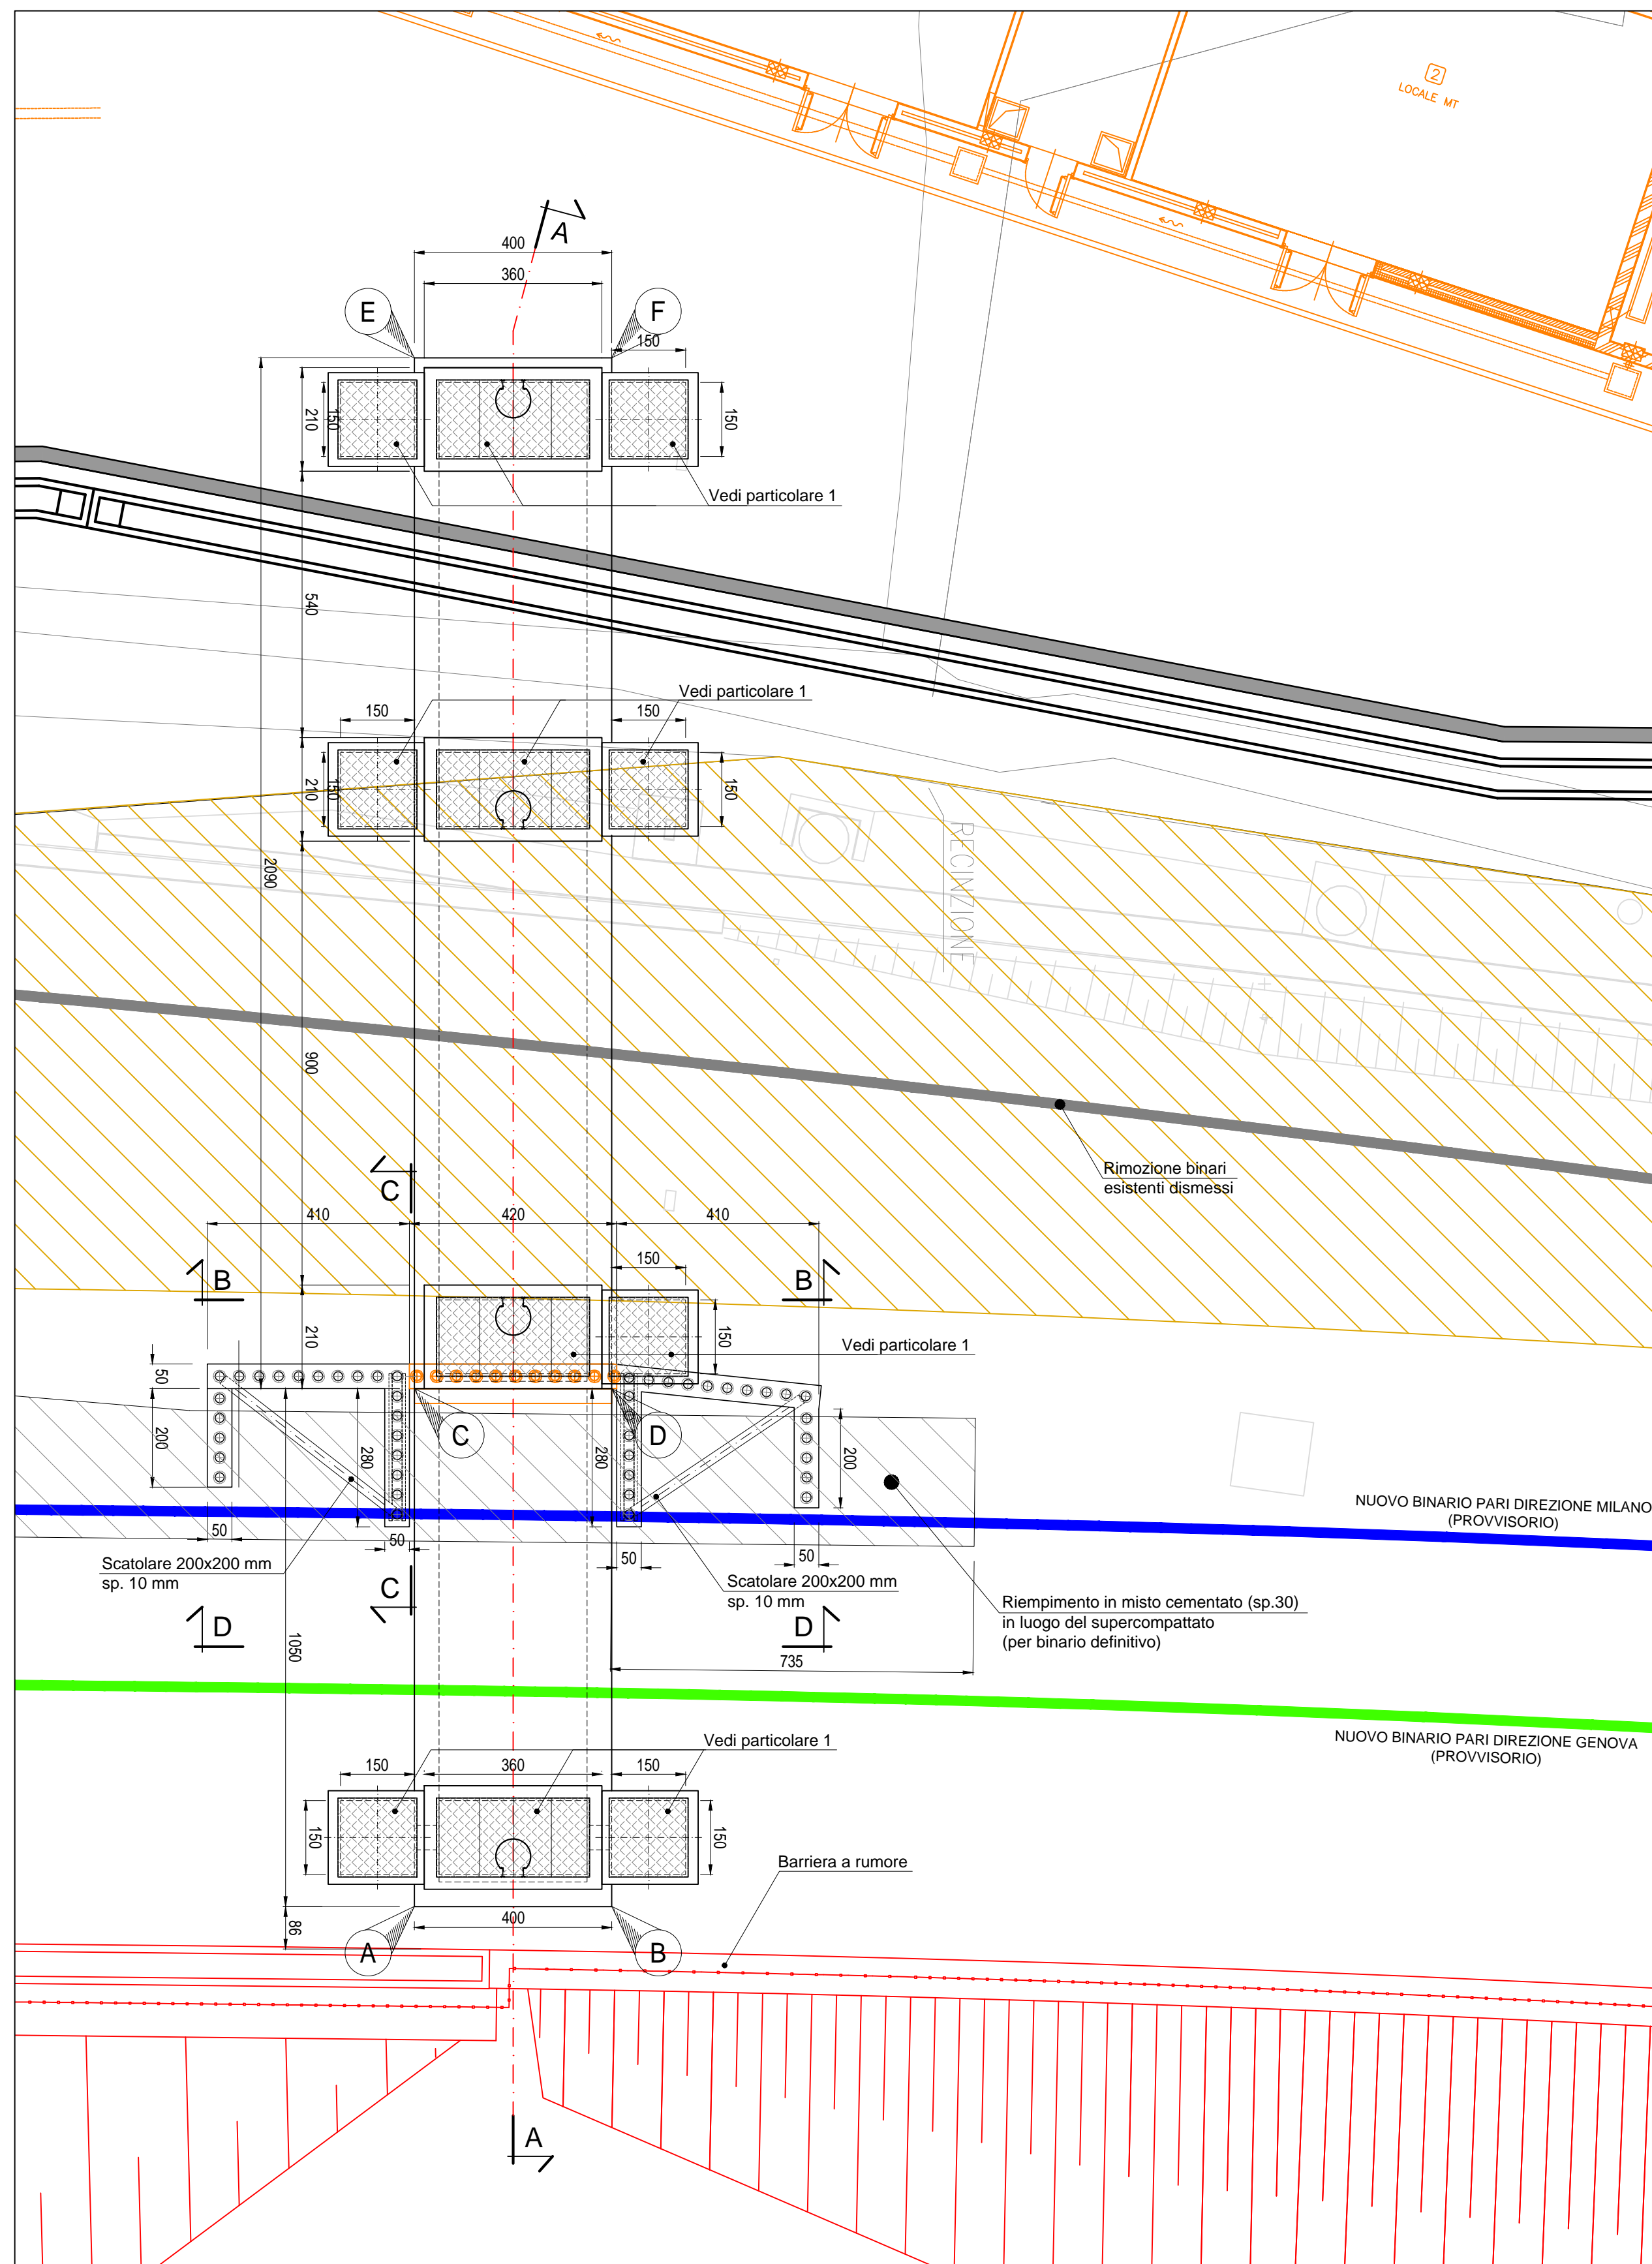 2
LOCALE MT
A
400
360
E
F
150
210
150
150
Vedi particolare 1
540
Vedi particolare 1
150
150
210
150
150
RECINZIONE
2090
900
Rimozione binari
esistenti dismessi
C
410
420
410
150
B
B
210
150
Vedi particolare 1
50
C
D
200
280
280
200
NUOVO BINARIO PARI DIREZIONE MILANO
(PROVVISORIO)
50
50
50
50
Scatolare 200x200 mm
sp. 10 mm
Scatolare 200x200 mm
sp. 10 mm
C
Riempimento in misto cementato (sp.30)
in luogo del supercompattato
(per binario definitivo)
D
D
1050
735
NUOVO BINARIO PARI DIREZIONE GENOVA
(PROVVISORIO)
Vedi particolare 1
150
360
150
150
150
Barriera a rumore
86
400
A
B
A